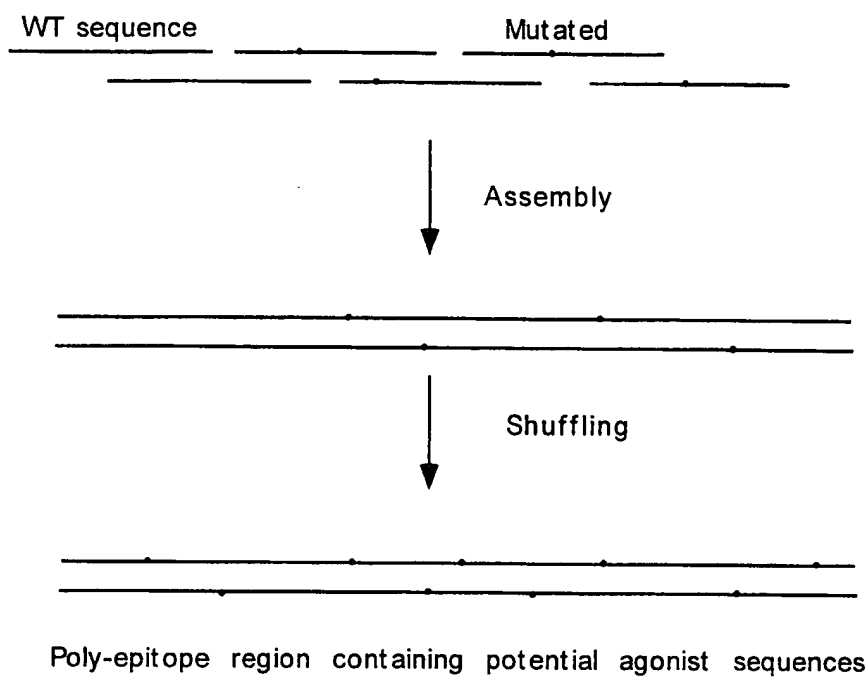 WT sequence
Mutated
Assembly
Shuffling
Poly-epitope region containing potential agonist sequences